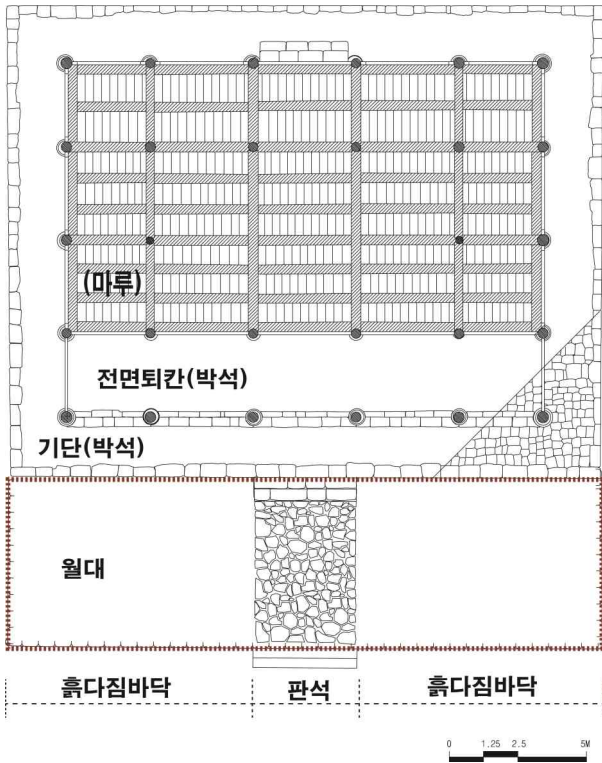 (마루)
전면퇴칸(박석)
기단(박석)
월대
흙다짐바닥 판석 흙다짐바닥
0 1.25 2.5 5M